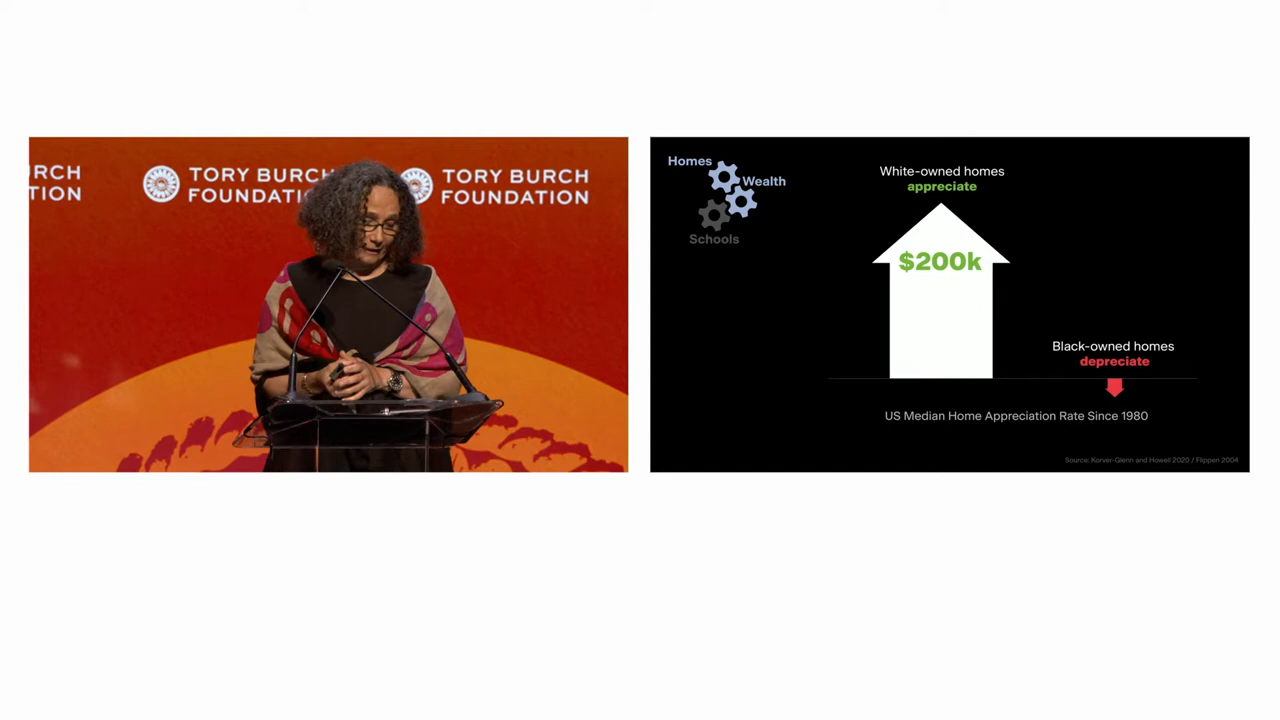 RCH
TION
TORY BURCH
FOUNDATIO
TORY BURCH
FOUNDATION
Homes
Wealth
Schools
White-owned homes
appreciate
$200k
Black-owned homes
depreciate
US Median Home Appreciation Rate Since 1980
Source: Korver-Glenn and Howell 2020 / Flippen 2004